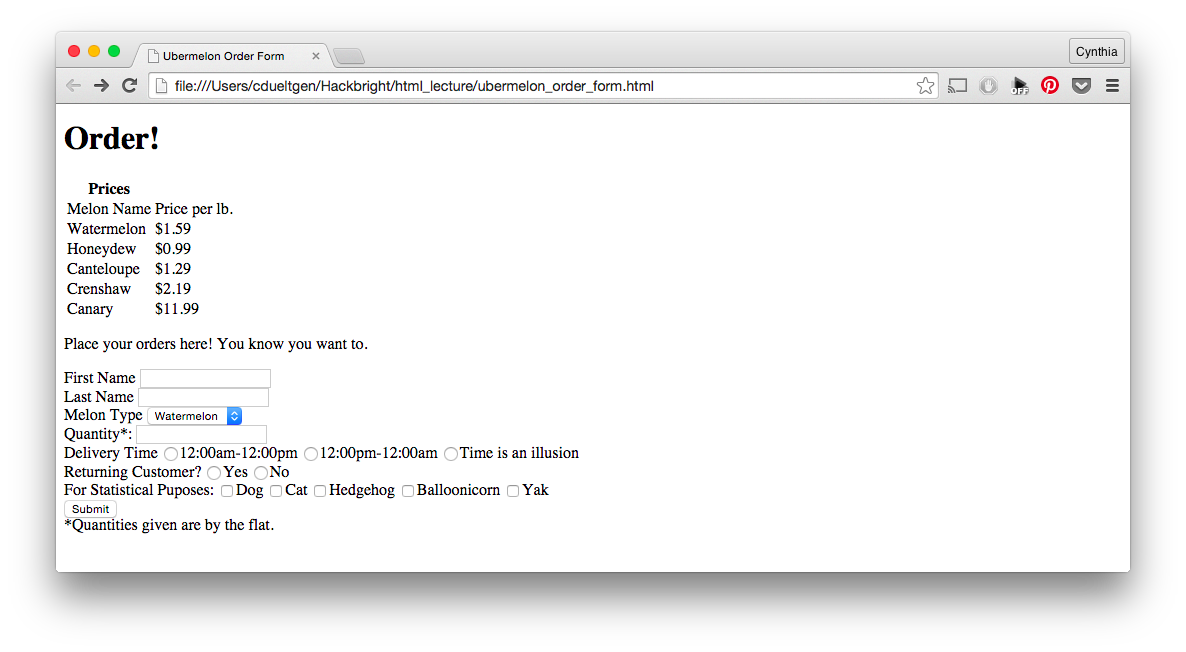 Ubermelon Order Form
Cynthia
file:///Users/cdueltgen/Hackbright/html_lecture/ubermelon_order_form.html
OFF
Order!
Prices
Melon Name Price per lb.
Watermelon $1.59
Honeydew $0.99
Canteloupe $1.29
Crenshaw $2.19
Canary $11.99
Place your orders here! You know you want to.
First Name
Last Name
Melon Type Watermelon
Quantity*:
Delivery Time 12:00am-12:00pm 12:00pm-12:00am Time is an illusion
Returning Customer? Yes No
For Statistical Puposes: Dog Cat Hedgehog Balloonicorn Yak
Submit
*Quantities given are by the flat.